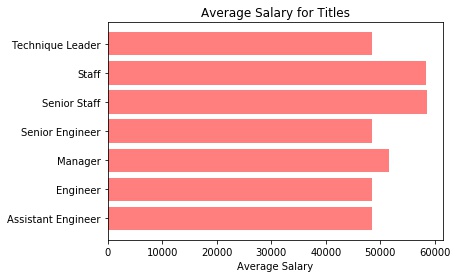 Average Salary for Titles
Technique Leader
Staff
Senior Staff
Senior Engineer
Manager
Engineer
Assistant Engineer
0 10000 20000 30000 40000 50000 60000
Average Salary